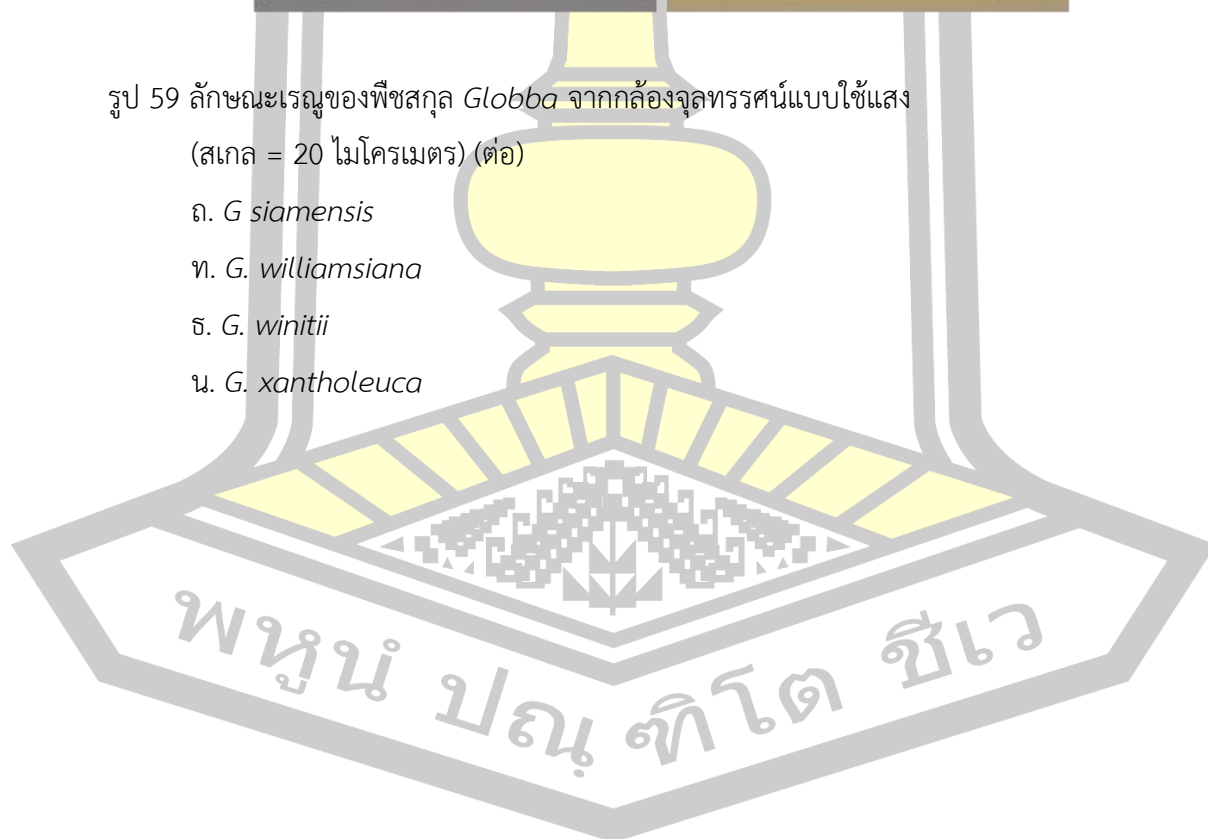 รูป 59 ลักษณะเรณูของพืชสกุล Globba จากกล้องจุลทรรศน์แบบใช้แสง
(สเกล = 20 ไมโครเมตร) (ต่อ)
ถ. G siamensis
ท. G. williamsiana
ธ. G. winitii
น. G. xantholeuca
พหูนํ ปณฺฑิโต ชีเว